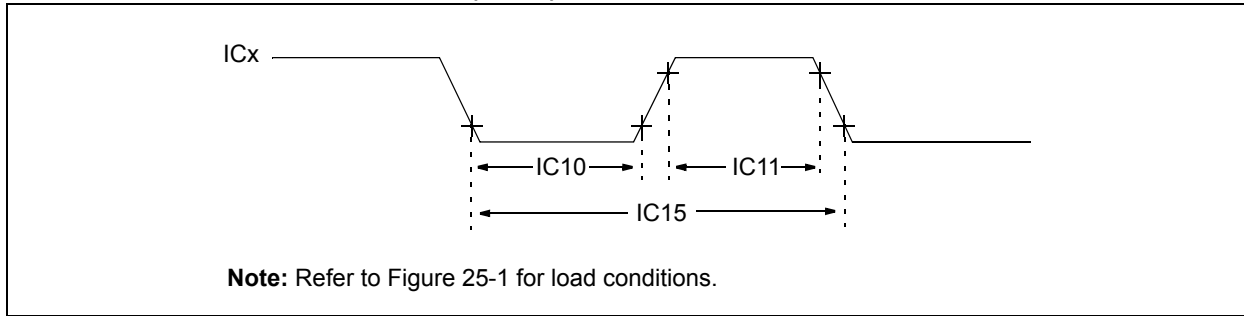 ICx
IC10
IC11
IC15
Note: Refer to Figure 25-1 for load conditions.